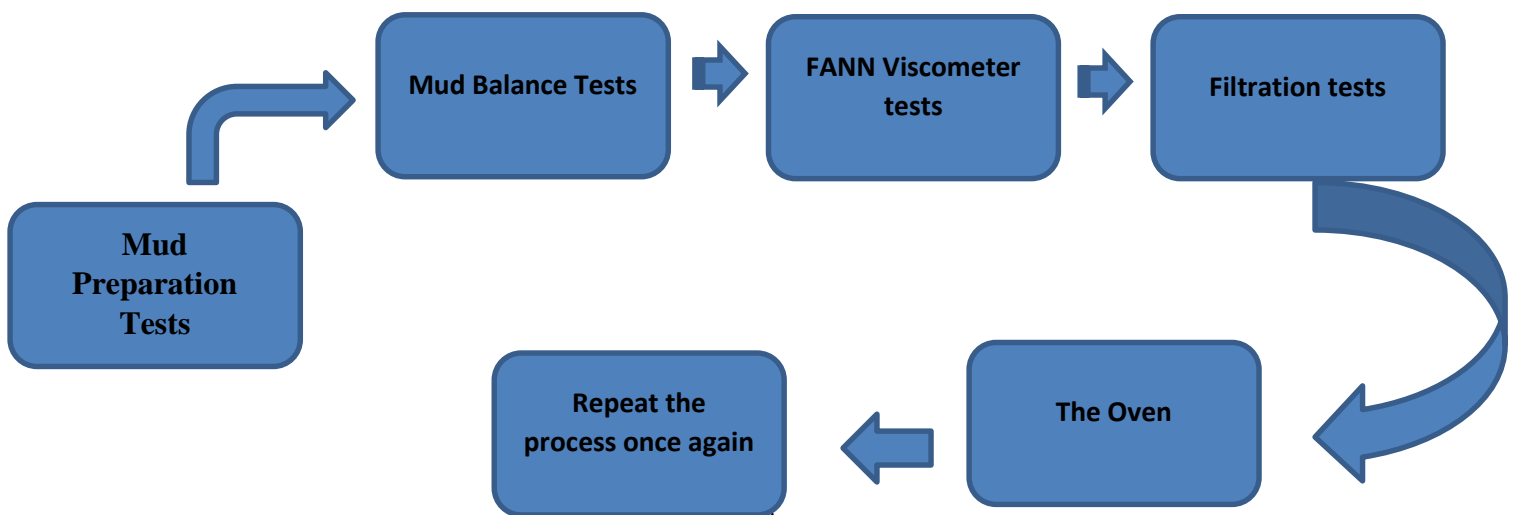 Mud
Preparation
Tests
Mud Balance Tests
FANN Viscometer
tests
Filtration tests
The Oven
Repeat the
process once again